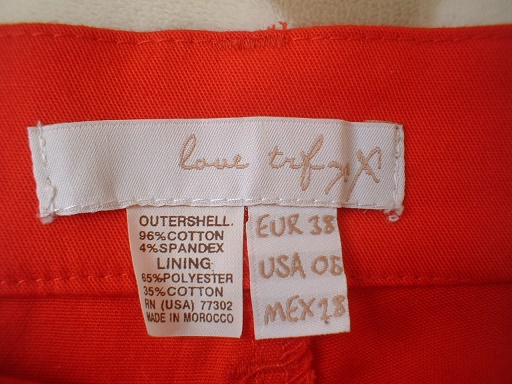 love trf
OUTERSHELL.
96%COTTON
4%SPANDEX
LINING
65%POLYESTER
35%COTTON
RN (USA) 77302
MADE IN MOROCCO
EUR 38
USA 06
MEX 28